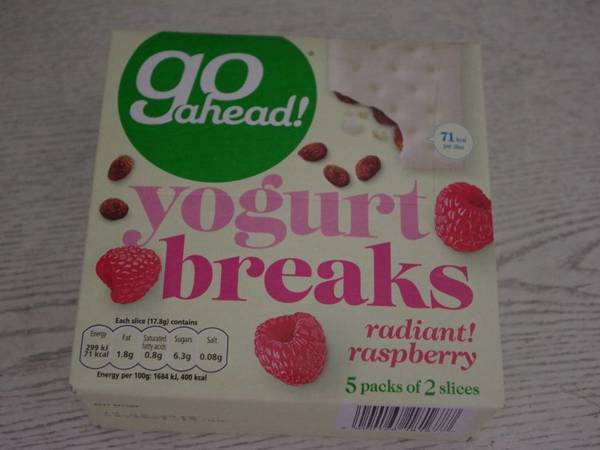 go
ahead!
71 kcal
per slice
yogurt
breaks
radiant!
raspberry
5 packs of 2 slices
Each slice (17.8g) contains
Energy
299 kJ
71 kcal
Fat
1.8g
Saturated
fatty acids
0.8g
Sugars
6.3g
Salt
0.08g
Energy per 100g: 1684 kJ, 400 kcal